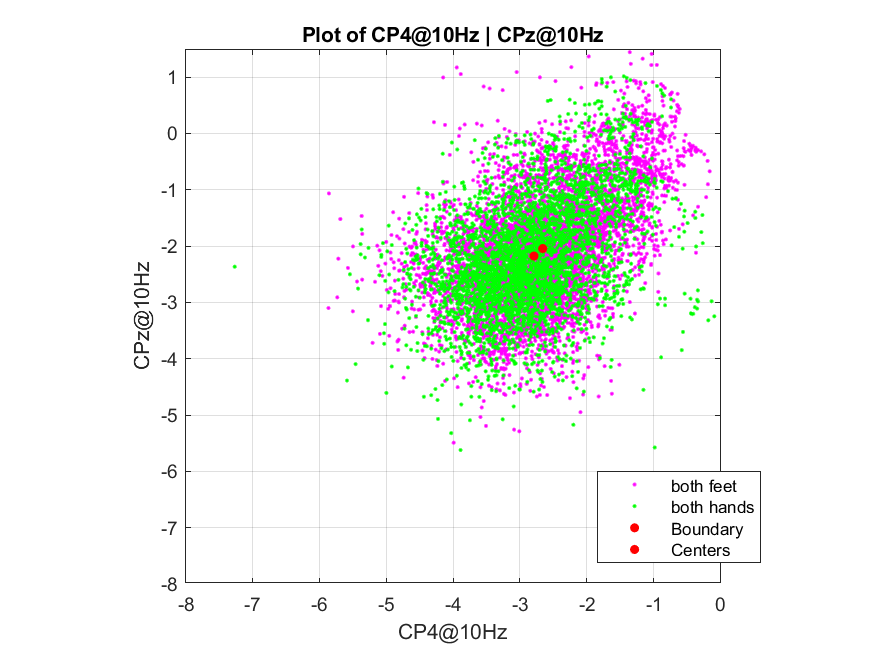 Plot of CP4@10Hz | CPz@10Hz
1
0
-1
-2
-3
-4
-5
-6
-7
-8
CPz@10Hz
both feet
both hands
Boundary
Centers
-8 -7 -6 -5 -4 -3 -2 -1 0
CP4@10Hz